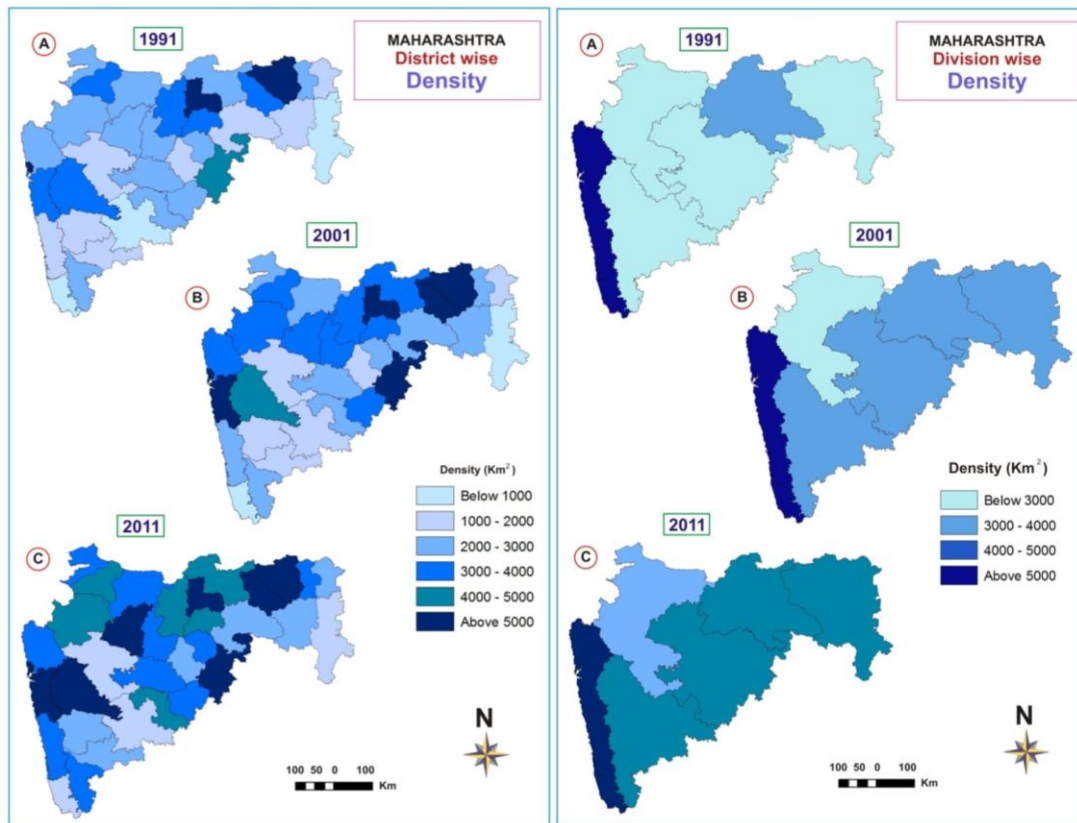 A
1991
MAHARASHTRA
District wise
Density
2001
B
2011
C
Density (Km²)
Below 1000
1000 - 2000
2000 - 3000
3000 - 4000
4000 - 5000
Above 5000
N
100 50 0 100
Km
A
1991
MAHARASHTRA
Division wise
Density
2001
B
2011
C
Density (Km²)
Below 3000
3000 - 4000
4000 - 5000
Above 5000
N
100 50 0 100
Km